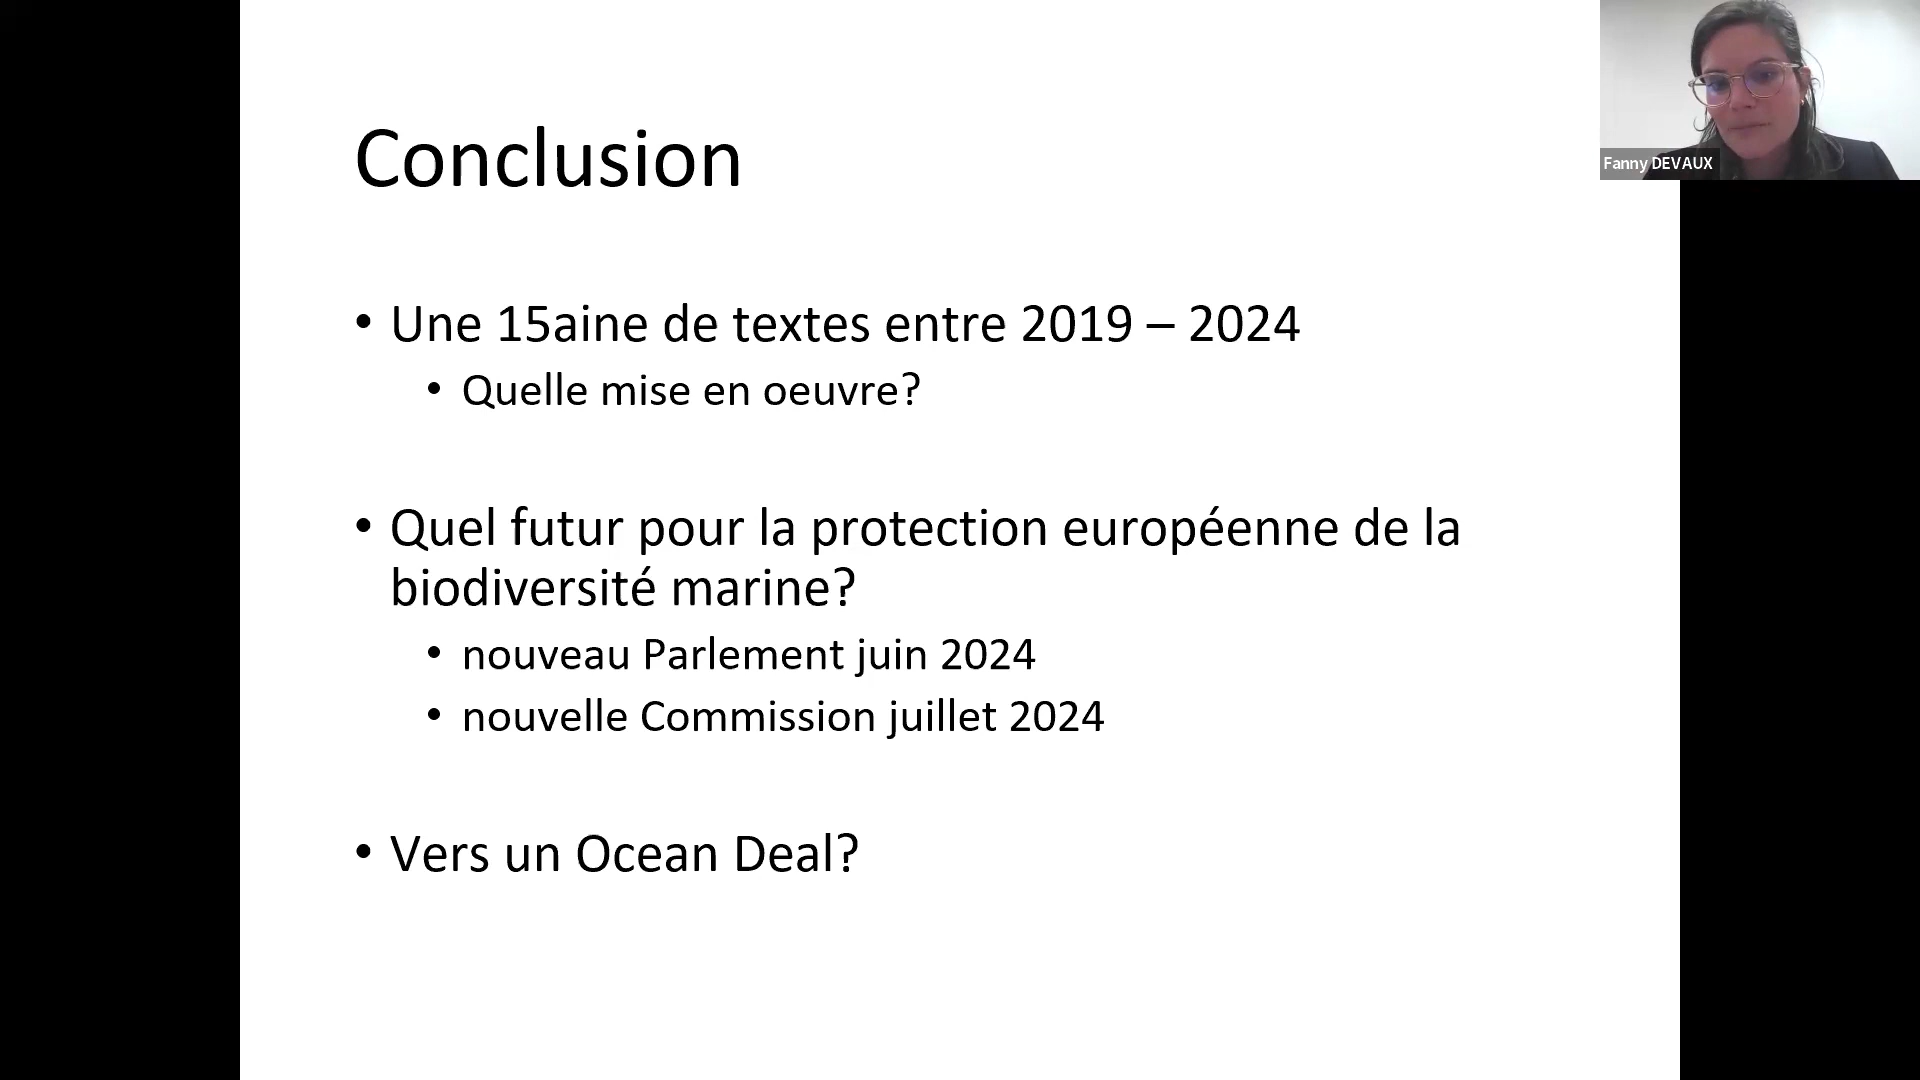 Conclusion
• Une 15aine de textes entre 2019 – 2024
• Quelle mise en oeuvre?
• Quel futur pour la protection européenne de la
biodiversité marine?
• nouveau Parlement juin 2024
• nouvelle Commission juillet 2024
• Vers un Ocean Deal?
Fanny DEVAUX